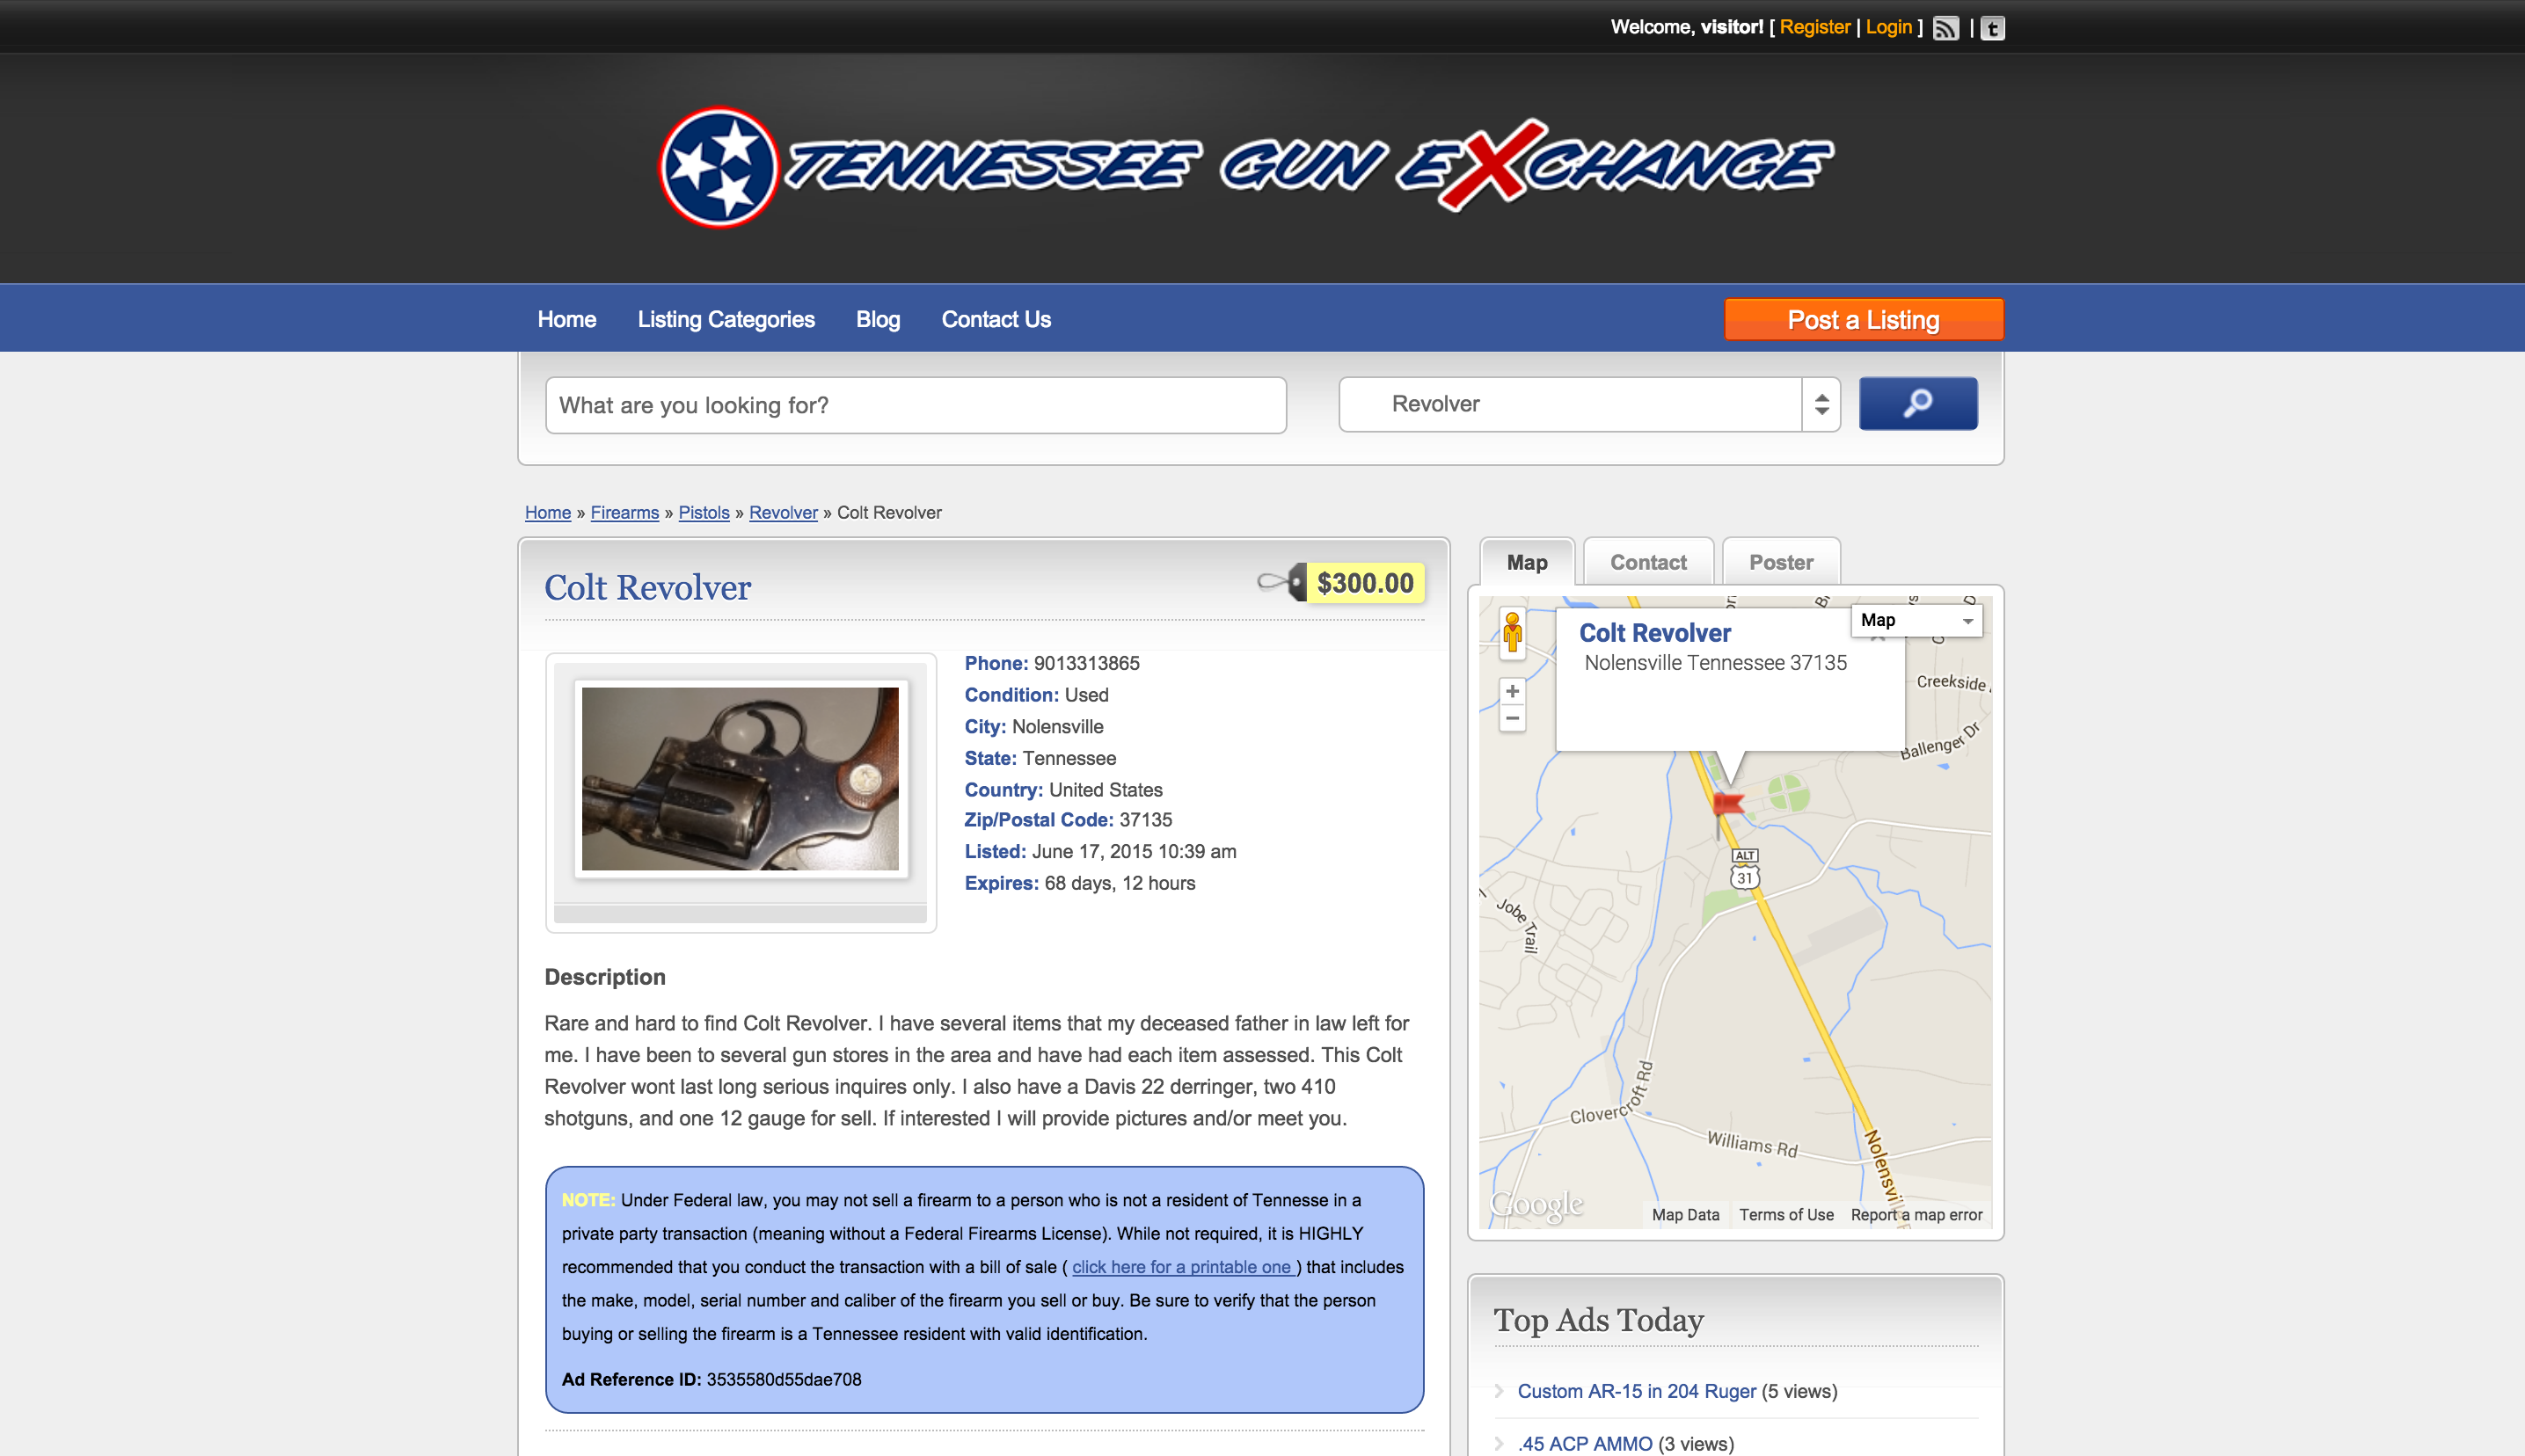 Welcome, visitor! [ Register | Login ] | t
TENNESSEE GUN EXCHANGE
Home Listing Categories Blog Contact Us Post a Listing
What are you looking for? Revolver
Home » Firearms » Pistols » Revolver » Colt Revolver
Colt Revolver $300.00
Phone: 9013313865
Condition: Used
City: Nolensville
State: Tennessee
Country: United States
Zip/Postal Code: 37135
Listed: June 17, 2015 10:39 am
Expires: 68 days, 12 hours
Description
Rare and hard to find Colt Revolver. I have several items that my deceased father in law left for
me. I have been to several gun stores in the area and have had each item assessed. This Colt
Revolver wont last long serious inquires only. I also have a Davis 22 derringer, two 410
shotguns, and one 12 gauge for sell. If interested I will provide pictures and/or meet you.
NOTE: Under Federal law, you may not sell a firearm to a person who is not a resident of Tennesse in a
private party transaction (meaning without a Federal Firearms License). While not required, it is HIGHLY
recommended that you conduct the transaction with a bill of sale ( click here for a printable one ) that includes
the make, model, serial number and caliber of the firearm you sell or buy. Be sure to verify that the person
buying or selling the firearm is a Tennessee resident with valid identification.
Ad Reference ID: 3535580d55dae708
Map Contact Poster
Map
Colt Revolver
Nolensville Tennessee 37135
Creekside
Ballenger Dr
ALT
31
Jobe Trail
Clovercroft Rd
Williams Rd
Google
Map Data Terms of Use Report a map error
Top Ads Today
Custom AR-15 in 204 Ruger (5 views)
.45 ACP AMMO (3 views)